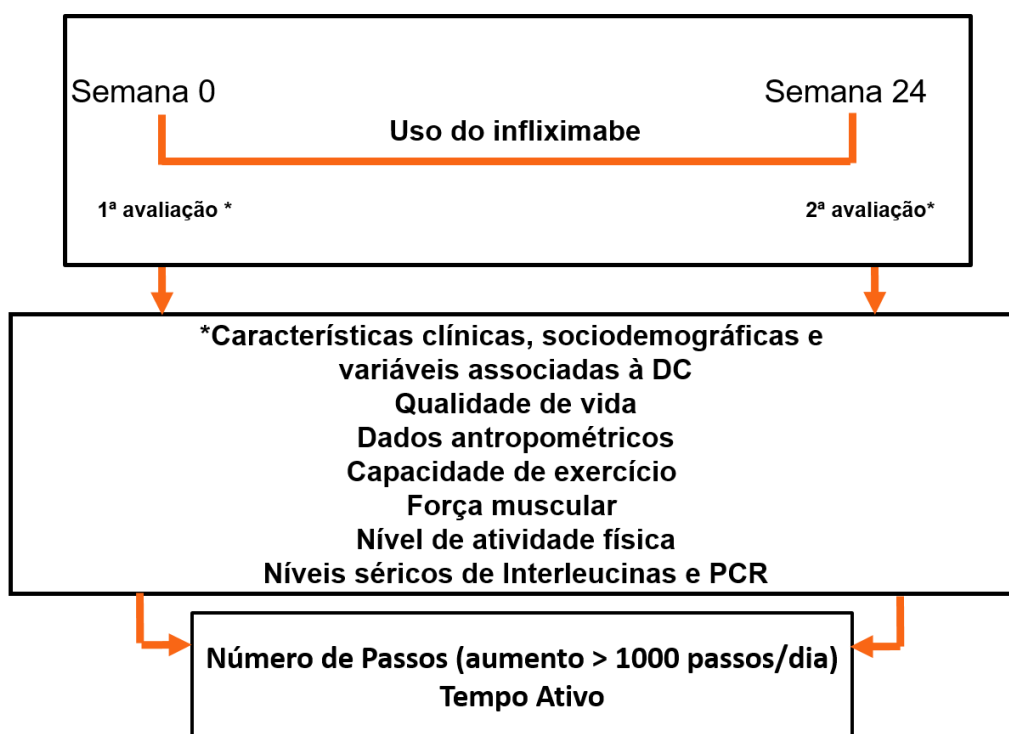 Semana 0
Semana 24
Uso do infliximabe
1ª avaliação *
2ª avaliação*
*Características clínicas, sociodemográficas e
variáveis associadas à DC
Qualidade de vida
Dados antropométricos
Capacidade de exercício
Força muscular
Nível de atividade física
Níveis séricos de Interleucinas e PCR
Número de Passos (aumento > 1000 passos/dia)
Tempo Ativo